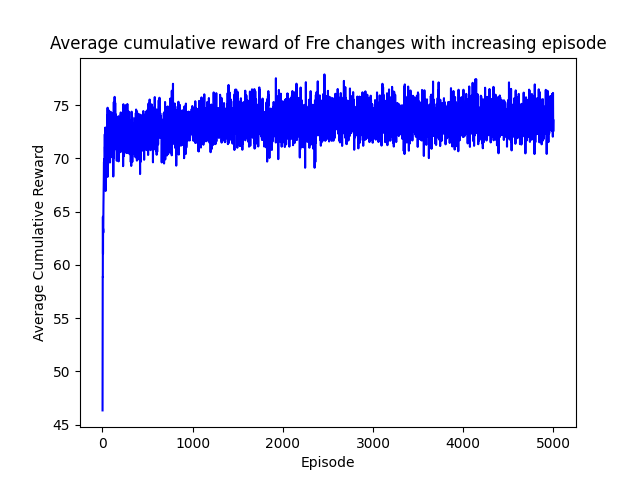 Average cumulative reward of Fre changes with increasing episode
Average Cumulative Reward
75
70
65
60
55
50
45
0 1000 2000 3000 4000 5000
Episode